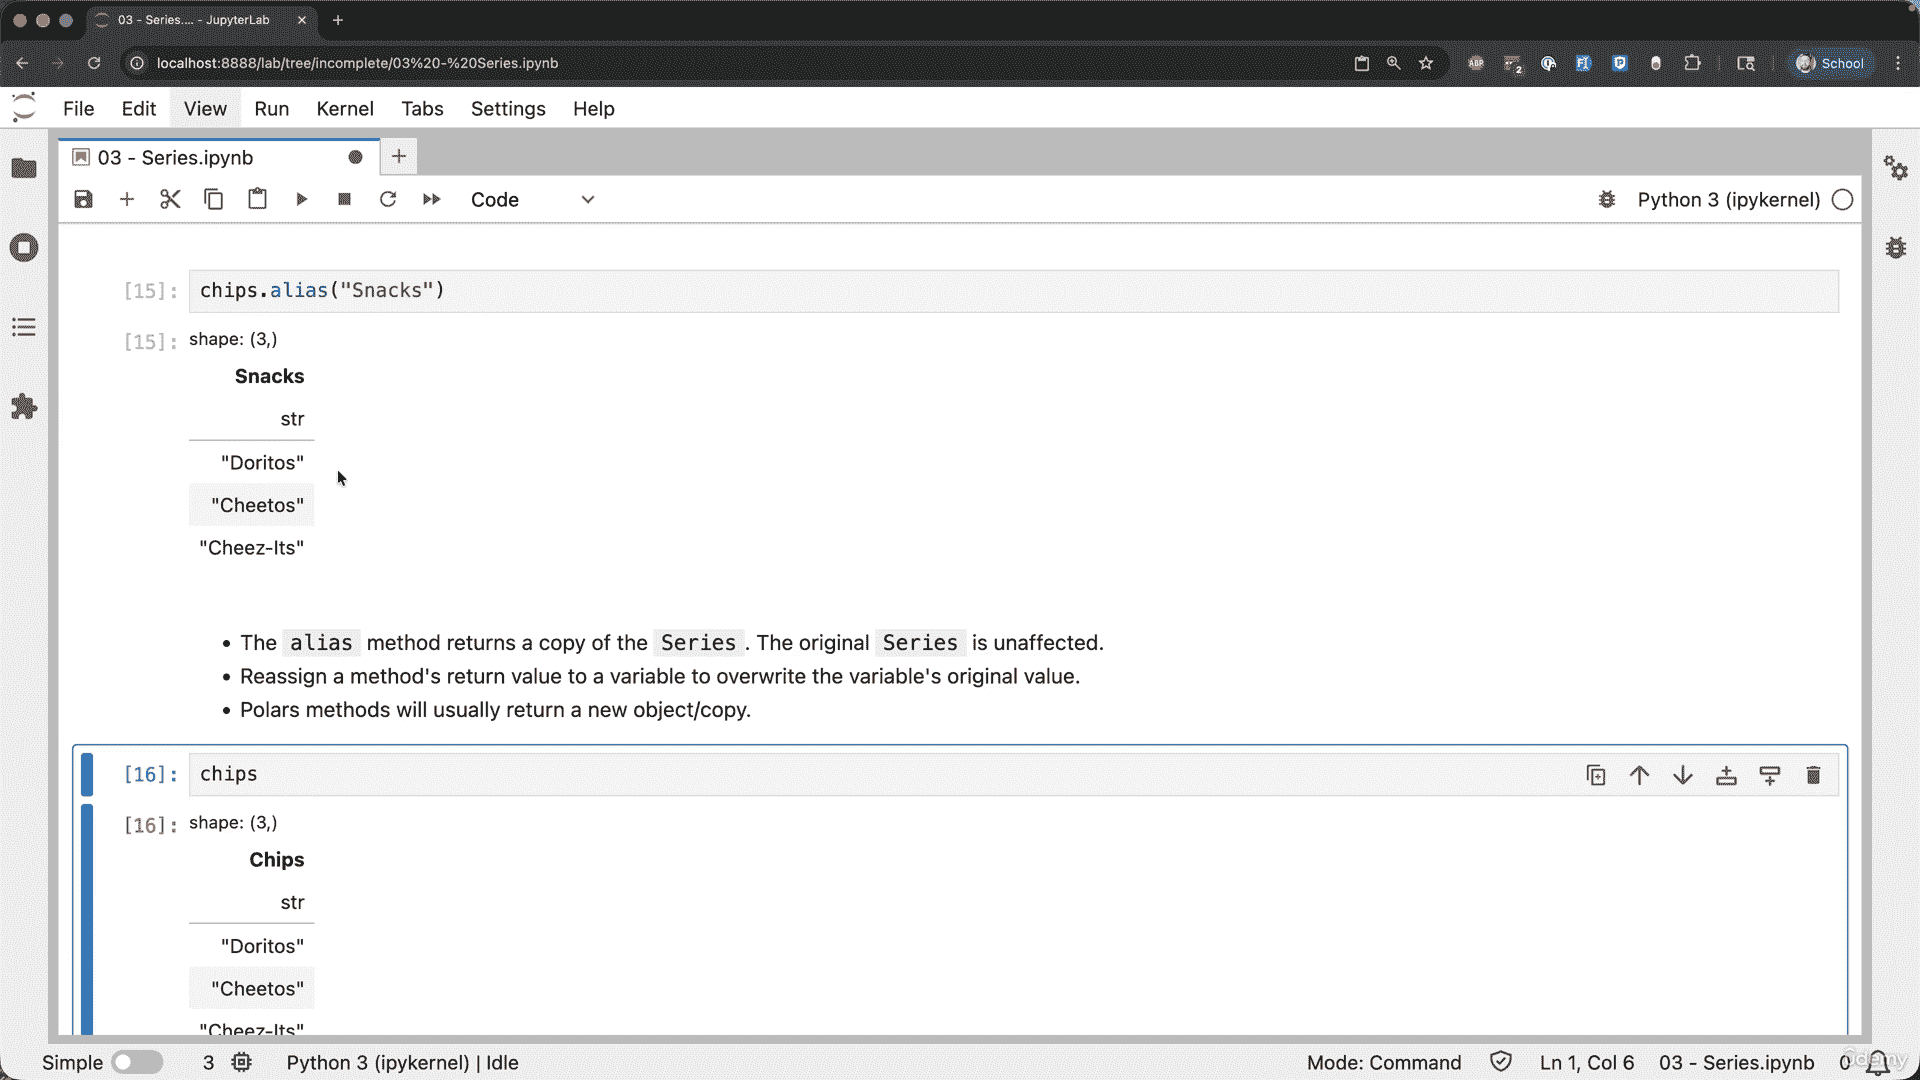 03 - Series.... - JupyterLab
localhost:8888/lab/tree/incomplete/03%20-%20Series.ipynb
ABP
2
School
File Edit View Run Kernel Tabs Settings Help
03 - Series.ipynb
Code
Python 3 (ipykernel)
[15]: chips.alias("Snacks")
[15]: shape: (3,)
Snacks
str
"Doritos"
"Cheetos"
"Cheez-Its"
• The alias method returns a copy of the Series. The original Series is unaffected.
• Reassign a method's return value to a variable to overwrite the variable's original value.
• Polars methods will usually return a new object/copy.
[16]: chips
[16]: shape: (3,)
Chips
str
"Doritos"
"Cheetos"
"Cheez-Its"
Simple 3 Python 3 (ipykernel) | Idle Mode: Command Ln 1, Col 6 03 - Series.ipynb 0
udemy